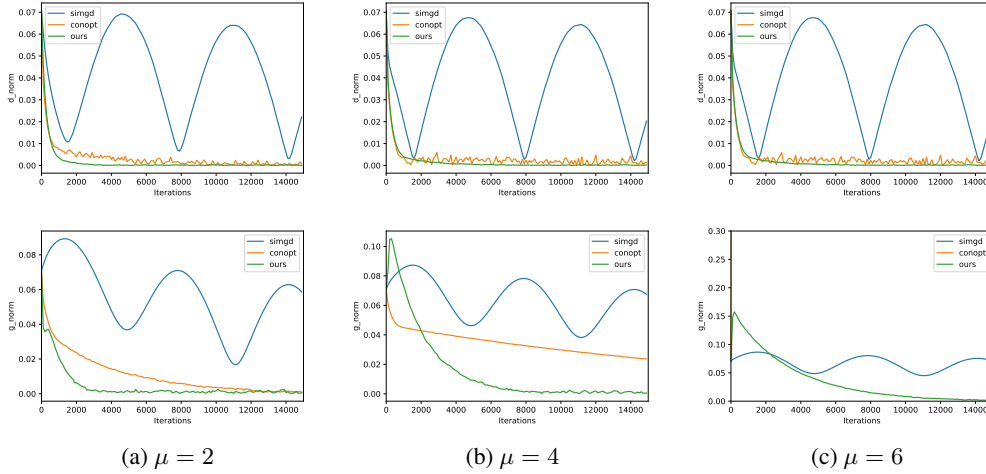 0.07 0.07 0.07
simgd simgd simgd
conopt conopt conopt
0.06 ours 0.06 ours 0.06 ours
0.05 0.05 0.05
0.04 0.04 0.04
d_norm d_norm d_norm
0.03 0.03 0.03
0.02 0.02 0.02
0.01 0.01 0.01
0.00 0.00 0.00
0 2000 4000 6000 8000 10000 12000 14000 0 2000 4000 6000 8000 10000 12000 14000 0 2000 4000 6000 8000 10000 12000 14000
Iterations Iterations Iterations
0.08 0.10 0.30
simgd simgd simgd
conopt conopt conopt
ours ours ours
0.06 0.08 0.25
0.04 0.06 0.20
g_norm g_norm g_norm
0.02 0.04 0.15
0.00 0.02 0.10
0.00 0.05
0.00
0 2000 4000 6000 8000 10000 12000 14000 0 2000 4000 6000 8000 10000 12000 14000 0 2000 4000 6000 8000 10000 12000 14000
Iterations Iterations Iterations
(a) μ = 2 (b) μ = 4 (c) μ = 6